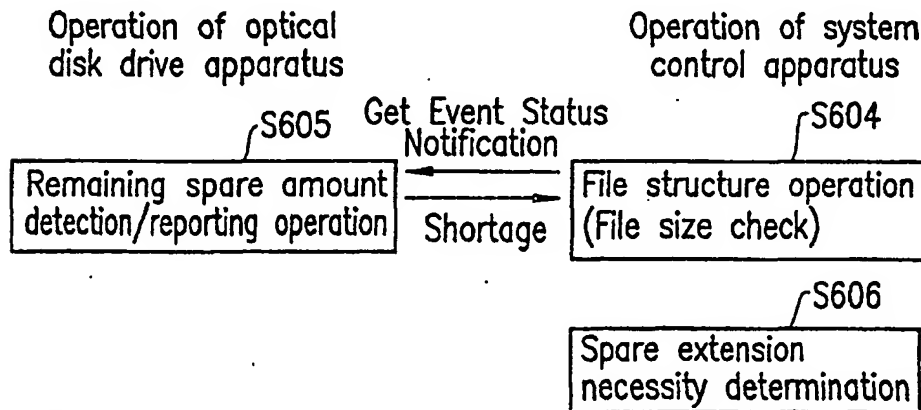 Operation of optical
disk drive apparatus
Operation of system
control apparatus
S605
Get Event Status
Notification
S604
Remaining spare amount
detection/reporting operation
Shortage
File structure operation
(File size check)
S606
Spare extension
necessity determination